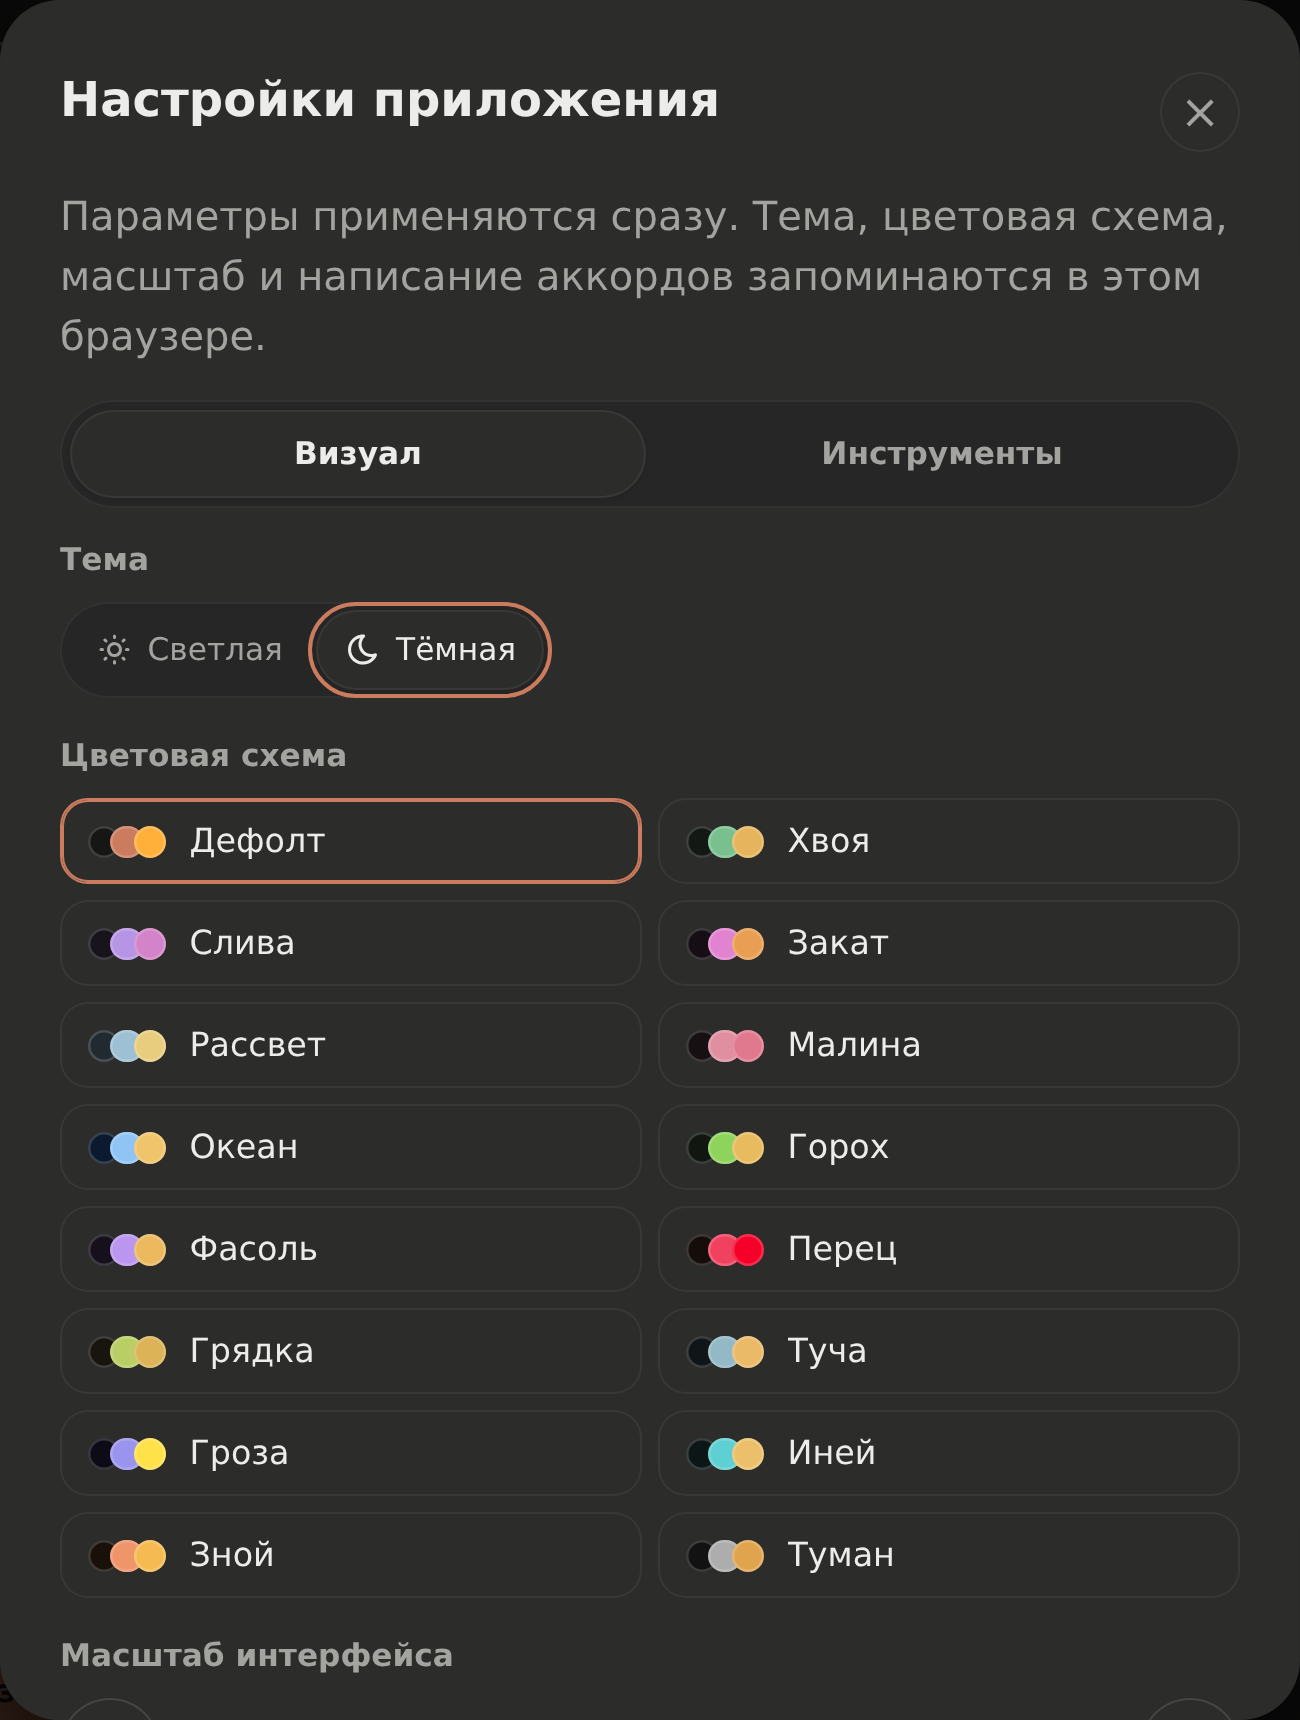 Настройки приложения
Параметры применяются сразу. Тема, цветовая схема,
масштаб и написание аккордов запоминаются в этом
браузере.
Визуал Инструменты
Тема
Светлая Тёмная
Цветовая схема
Дефолт Хвоя
Слива Закат
Рассвет Малина
Океан Горох
Фасоль Перец
Грядка Туча
Гроза Иней
Зной Туман
Масштаб интерфейса